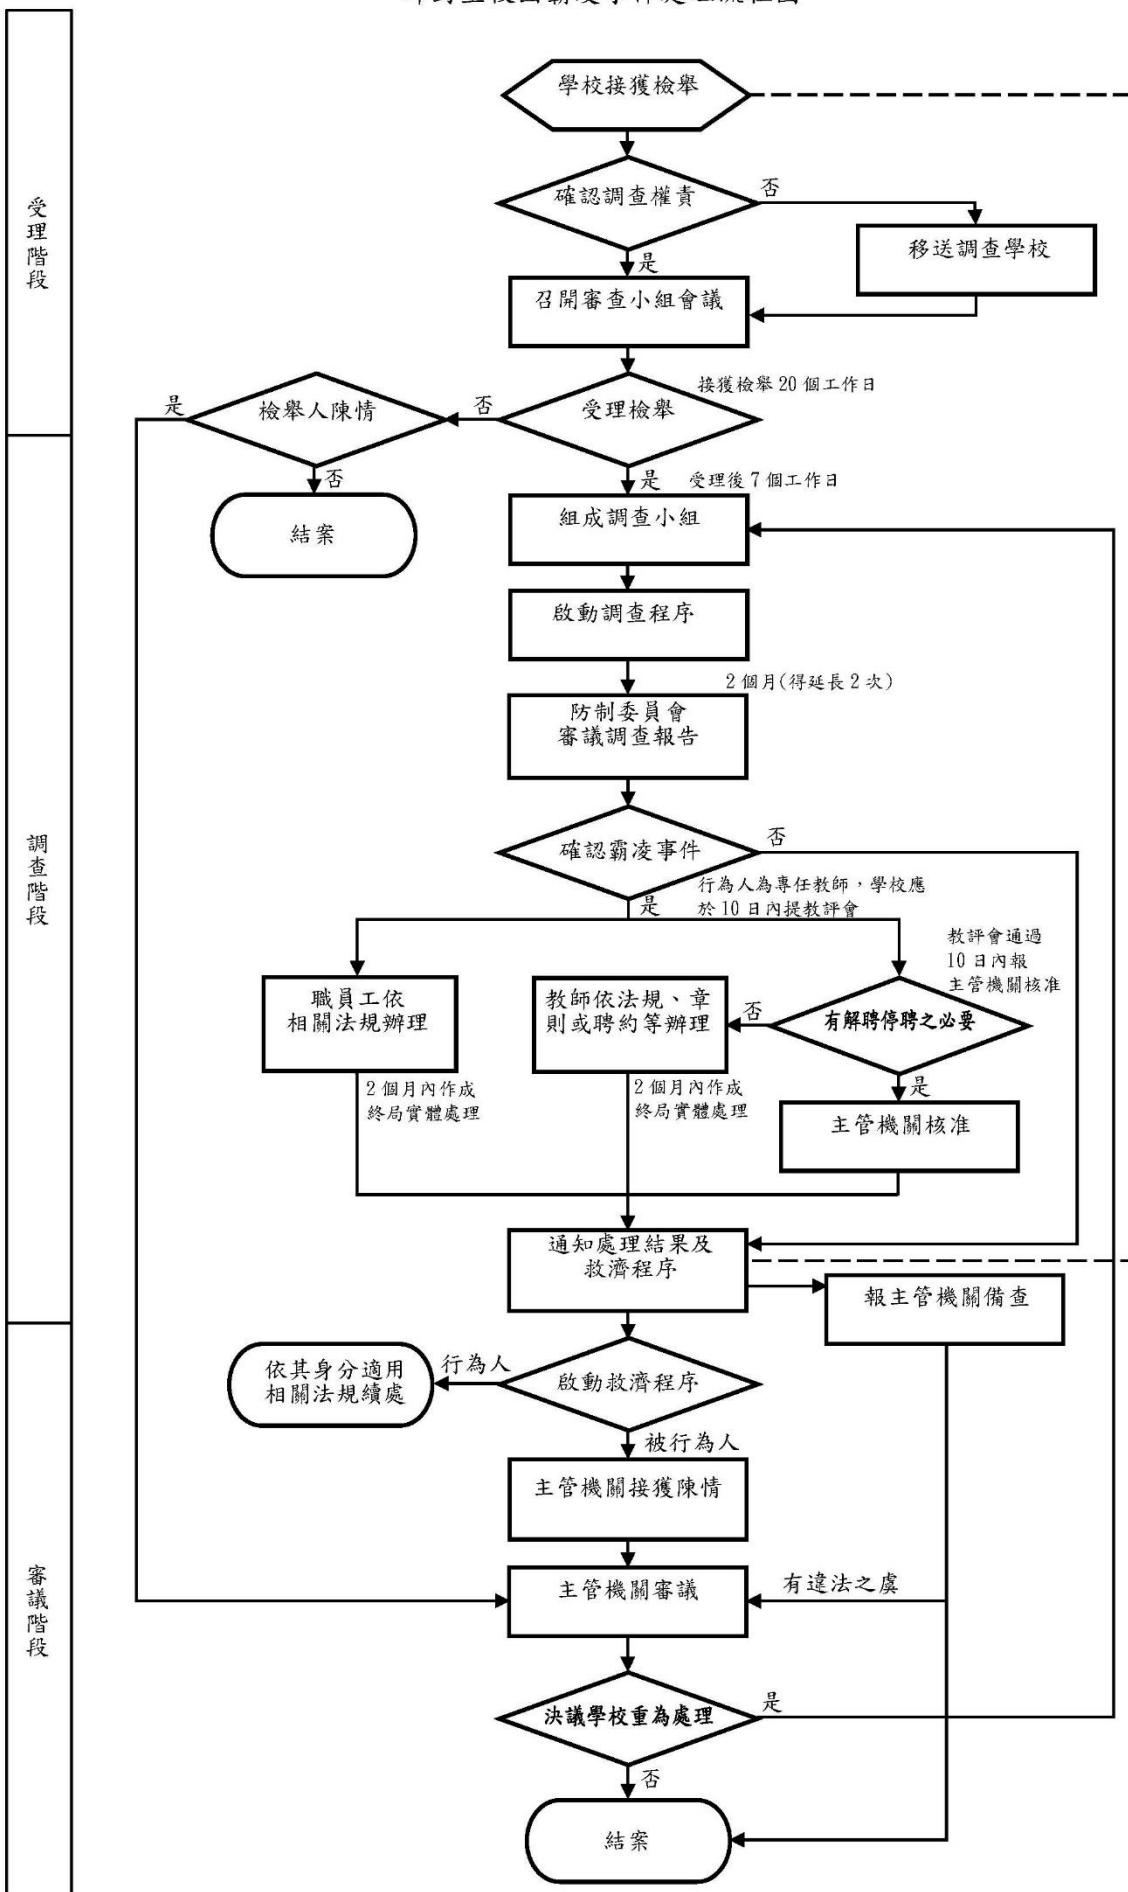 學校接獲檢舉
確認調查權責
否
移送調查學校
是
召開審查小組會議
接獲檢舉 20 個工作日
受理檢舉
否
檢舉人陳情
是
否
結案
是
受理後 7 個工作日
組成調查小組
啟動調查程序
2 個月(得延長 2 次)
防制委員會
審議調查報告
確認霸凌事件
否
是
行為人為專任教師，學校應
於 10 日內提教評會
教評會通過
10 日內報
主管機關核准
職員工依
相關法規辦理
教師依法規、章
則或聘約等辦理
否
有解聘停聘之必要
2 個月內作成
終局實體處理
2 個月內作成
終局實體處理
是
主管機關核准
通知處理結果及
救濟程序
報主管機關備查
啟動救濟程序
行為人
依其身分適用
相關法規續處
被行為人
主管機關接獲陳情
主管機關審議
有違法之虞
決議學校重為處理
是
否
結案
受理階段
調查階段
審議階段